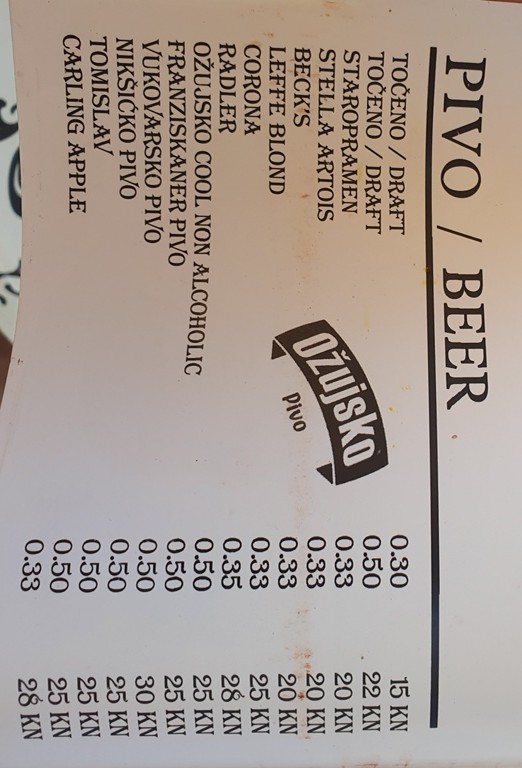 PIVO / BEER
TOČENO / DRAFT 0.30 15 KN
TOČENO / DRAFT 0.50 22 KN
STAROPRAMEN 0.33 20 KN
STELLA ARTOIS 0.33 20 KN
BECK'S 0.33 20 KN
LEFFE BLOND 0.33 25 KN
CORONA 0.35 28 KN
RADLER 0.50 25 KN
OŽUJSKO COOL NON ALCOHOLIC 0.50 25 KN
FRANZISKANER PIVO 0.50 30 KN
VUKOVARSKO PIVO 0.50 25 KN
NIKŠIČKO PIVO 0.50 25 KN
TOMISLAV 0.50 25 KN
CARLING APPLE 0.33 28 KN
Ožujsko
pivo